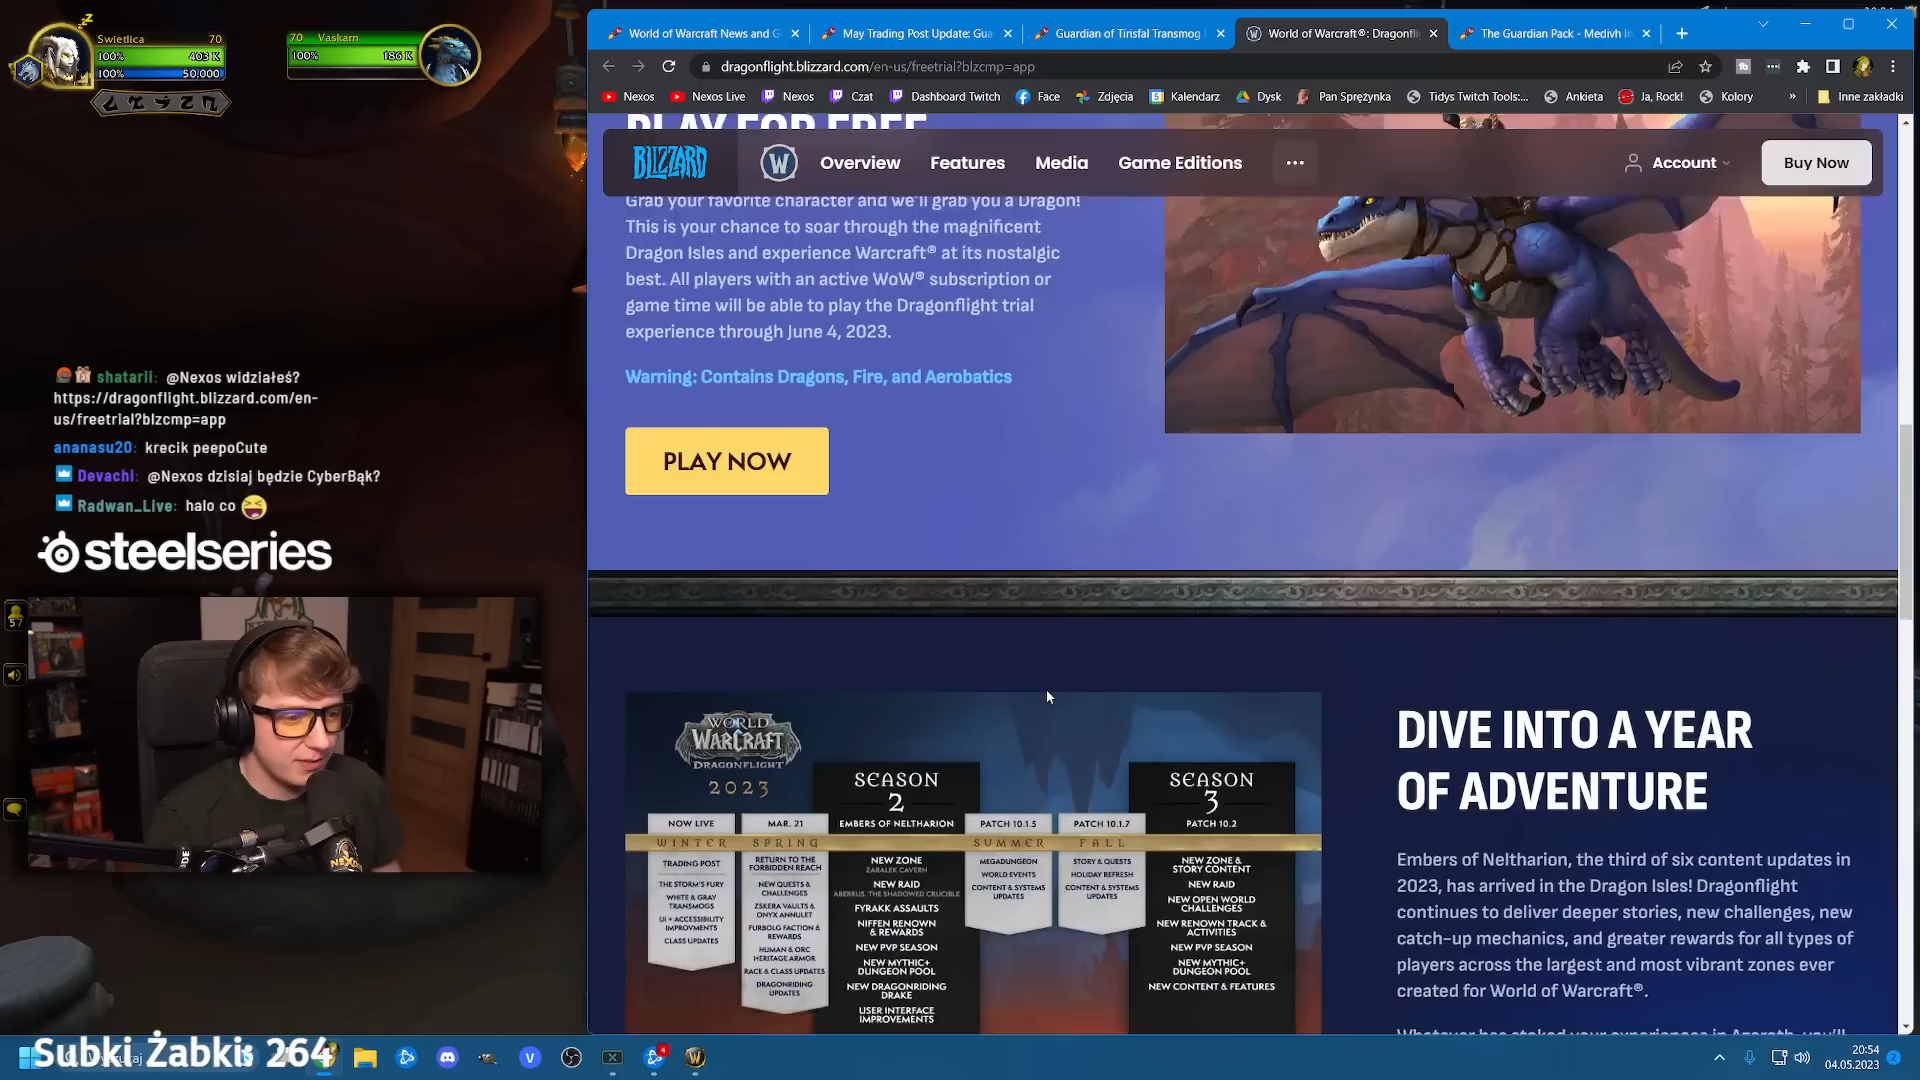 Swietlica 70
100% 403 K
100% 50,000
70 Vaskarn
100% 186 K
shatarii: @Nexos widziałeś?
https://dragonflight.blizzard.com/en-
us/freetrial?blzcmp=app
ananasu20: krecik peepoCute
Devachi: @Nexos dzisiaj będzie CyberBąk?
Radwan_Live: halo co
steelseries
57
Subki Żabki: 264
World of Warcraft News and G
May Trading Post Update: Gua
Guardian of Tirisfal Transmog
World of Warcraft®: Dragonfli
The Guardian Pack - Medivh In
dragonflight.blizzard.com/en-us/freetrial?blzcmp=app
Nexos
Nexos Live
Nexos
Czat
Dashboard Twitch
Face
Zdjęcia
Kalendarz
Dysk
Pan Sprężynka
Tidys Twitch Tools:...
Ankieta
Ja, Rock!
Kolory
»
Inne zakładki
PLAY FOR FREE
BLIZZARD
W
Overview
Features
Media
Game Editions
Account
Buy Now
Grab your favorite character and we'll grab you a Dragon!
This is your chance to soar through the magnificent
Dragon Isles and experience Warcraft® at its nostalgic
best. All players with an active WoW® subscription or
game time will be able to play the Dragonflight trial
experience through June 4, 2023.
Warning: Contains Dragons, Fire, and Aerobatics
PLAY NOW
WORLD
WARCRAFT
DRAGONFLIGHT
2023
NOW LIVE
WINTER
TRADING POST
THE STORM'S FURY
WHITE & GRAY
TRANSMOGS
UI + ACCESSIBILITY
IMPROVMENTS
CLASS UPDATES
MAR. 21
SPRING
RETURN TO THE
FORBIDDEN REACH
NEW QUESTS &
CHALLENGES
ZSKERA VAULTS &
ONYX ANNULET
FURBOLG FACTION &
REWARDS
HUMAN & ORC
HERITAGE ARMOR
RACE & CLASS UPDATES
DRAGONRIDING
UPDATES
SEASON
2
EMBERS OF NELTHARION
NEW ZONE
ZARALEK CAVERN
NEW RAID
ABERRUS, THE SHADOWED CRUCIBLE
FYRAKK ASSAULTS
NIFFEN RENOWN
& REWARDS
NEW PVP SEASON
NEW MYTHIC+
DUNGEON POOL
NEW DRAGONRIDING
DRAKE
USER INTERFACE
IMPROVEMENTS
PATCH 10.1.5
SUMMER
MEGADUNGEON
WORLD EVENTS
CONTENT & SYSTEMS
UPDATES
PATCH 10.1.7
FALL
STORY & QUESTS
HOLIDAY REFRESH
CONTENT & SYSTEMS
UPDATES
SEASON
3
PATCH 10.2
NEW ZONE &
STORY CONTENT
NEW RAID
NEW OPEN WORLD
CHALLENGES
NEW RENOWN TRACK &
ACTIVITIES
NEW PVP SEASON
NEW MYTHIC+
DUNGEON POOL
NEW CONTENT & FEATURES
DIVE INTO A YEAR
OF ADVENTURE
Embers of Neltharion, the third of six content updates in
2023, has arrived in the Dragon Isles! Dragonflight
continues to deliver deeper stories, new challenges, new
catch-up mechanics, and greater rewards for all types of
players across the largest and most vibrant zones ever
created for World of Warcraft®.
20:54
04.05.2023